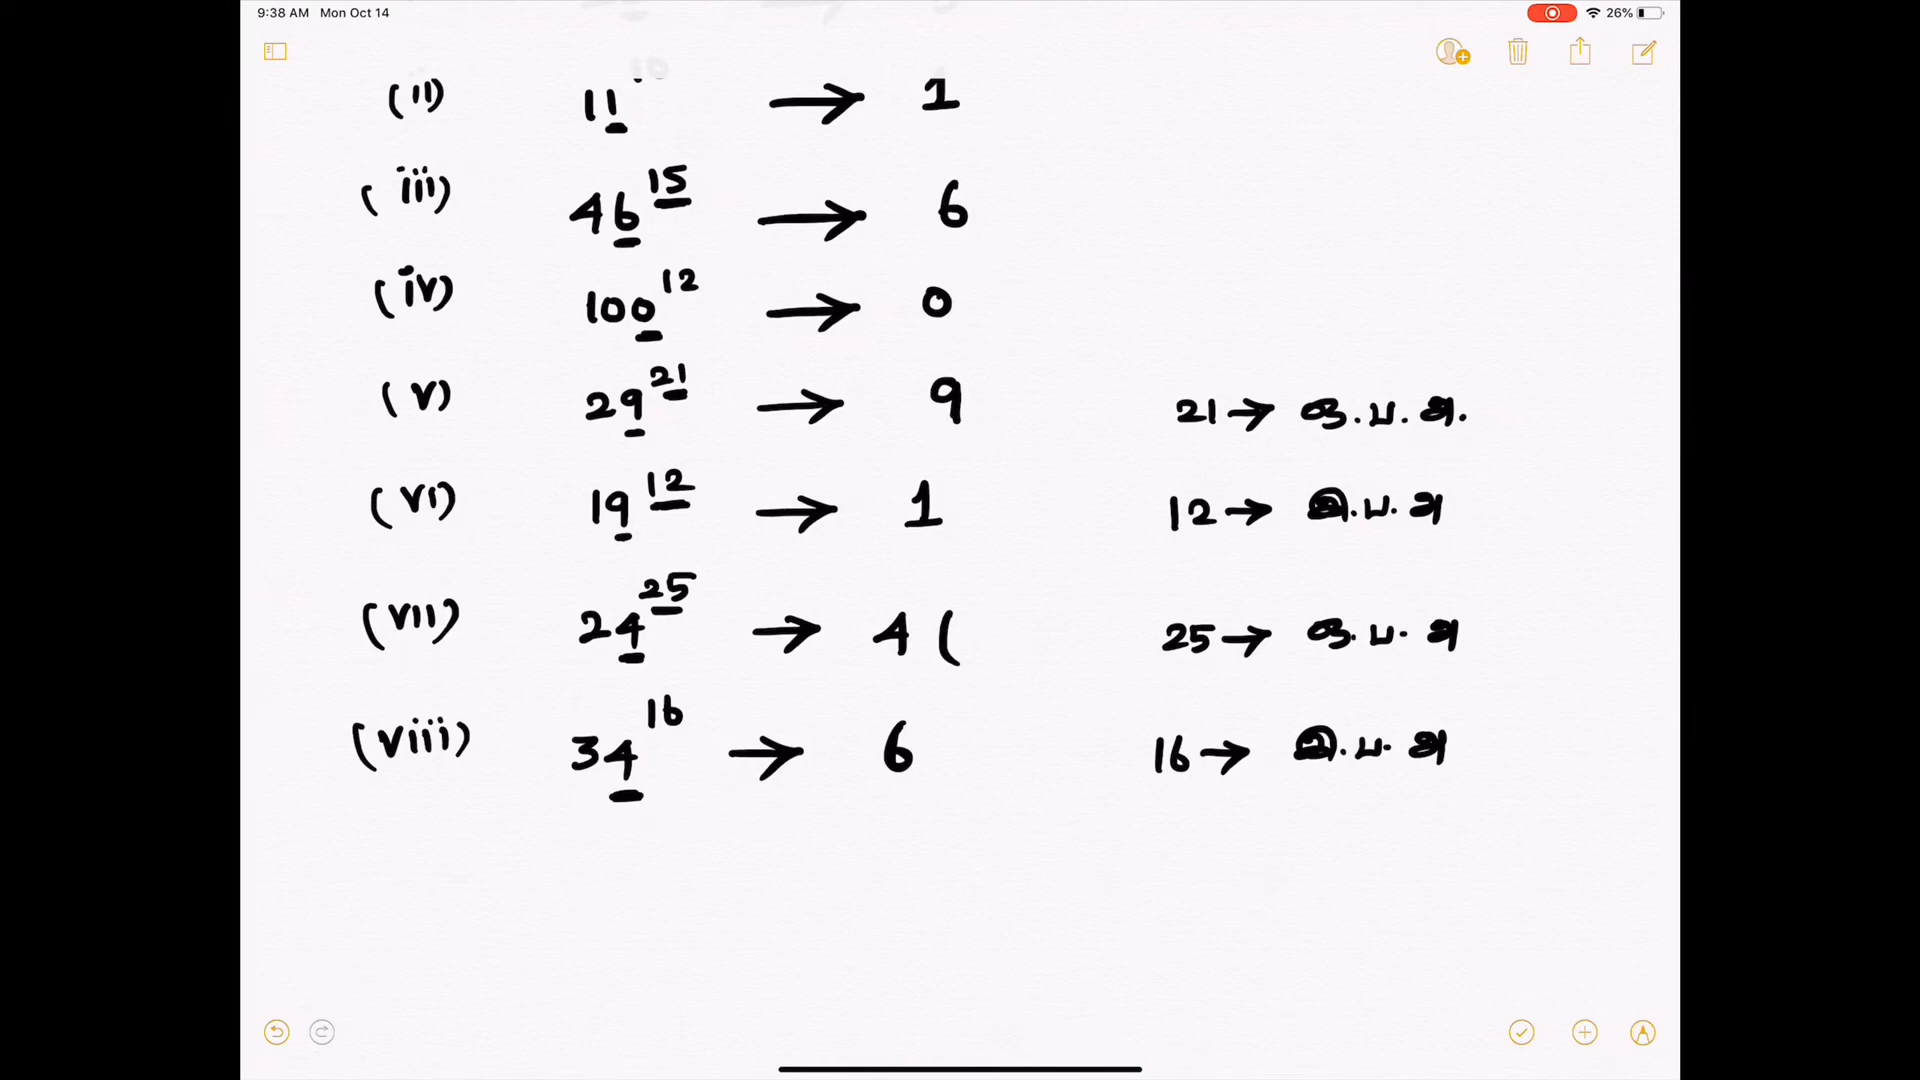 9:38 AM Mon Oct 14 26%
(ii) 11 → 1
(iii) 46^15 → 6
(iv) 100^12 → 0
(v) 29^21 → 9 21 → ஒ.ப.அ.
(vi) 19^12 → 1 12 → இ.ப.அ
(vii) 24^25 → 4 ( 25 → ஒ.ப.அ
(viii) 34^16 → 6 16 → இ.ப.அ